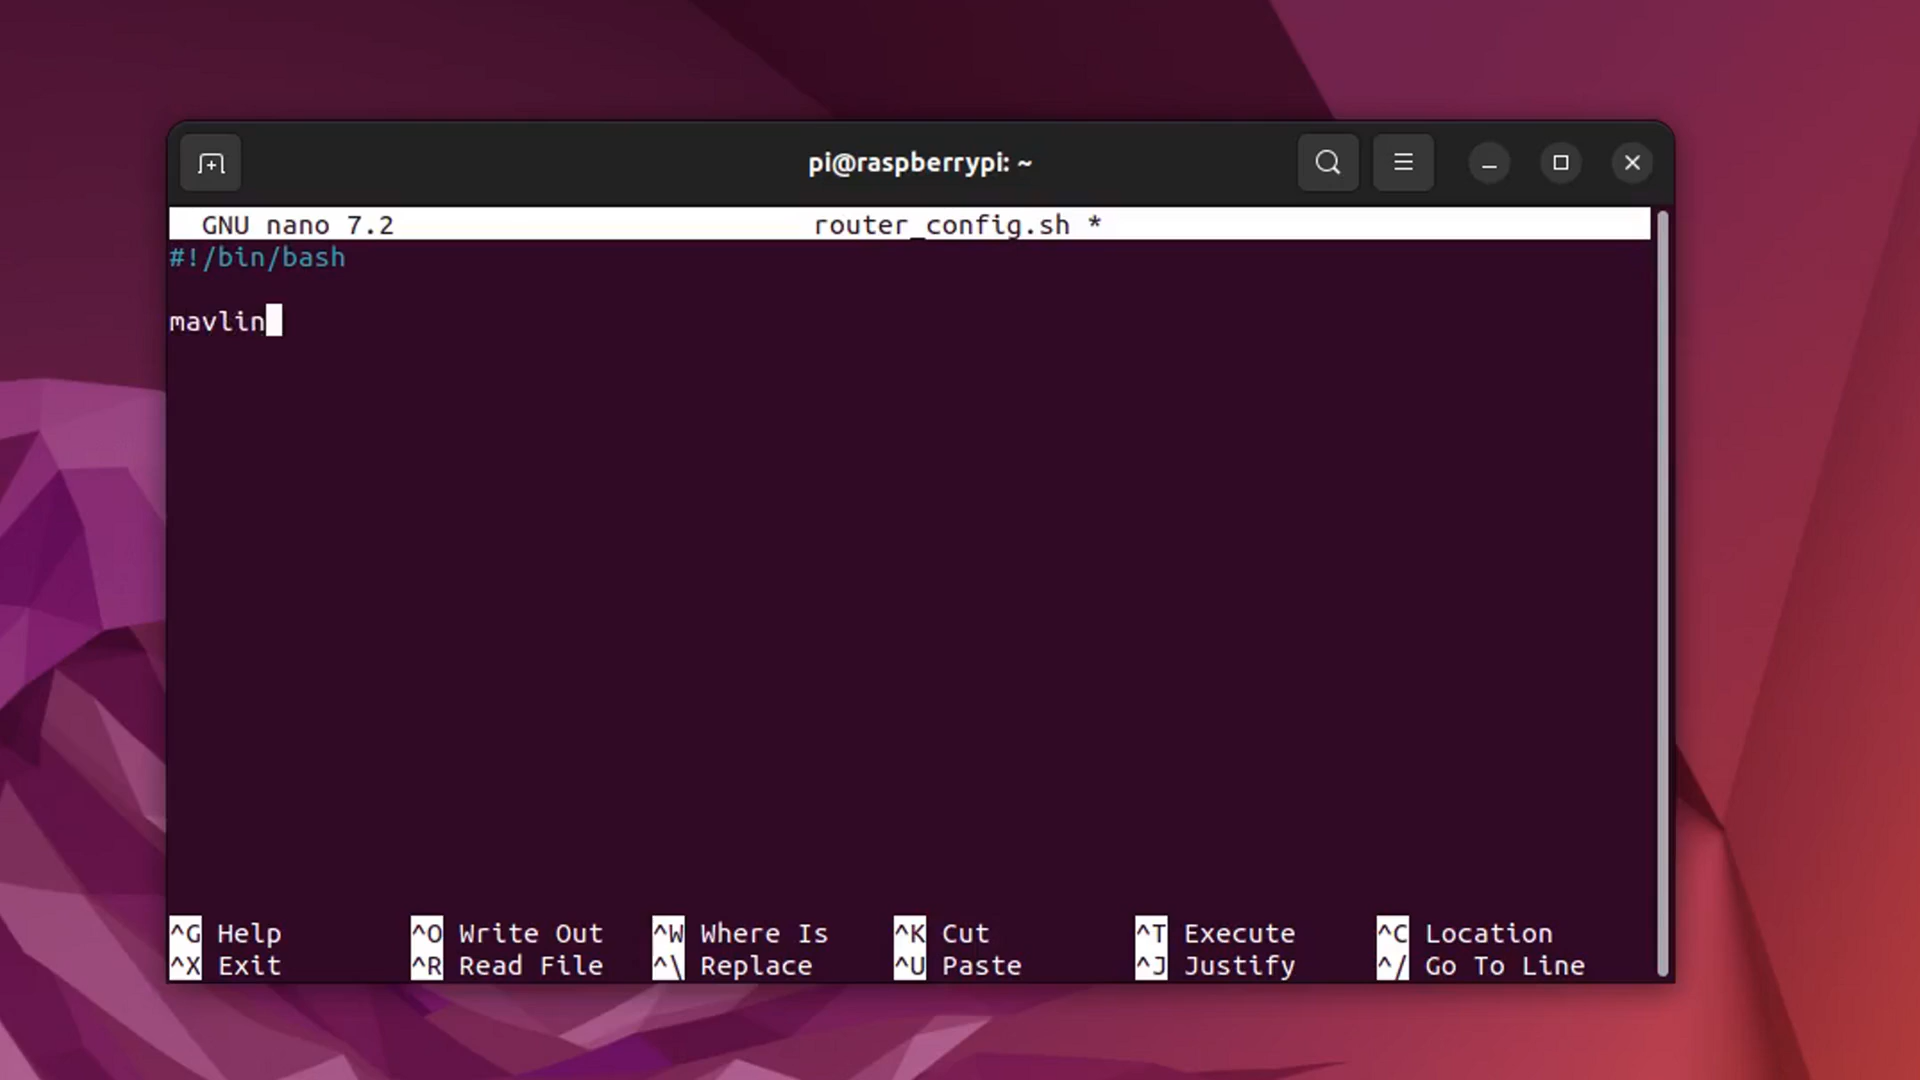 pi@raspberrypi: ~
GNU nano 7.2 router_config.sh *
#!/bin/bash
mavlin
^G Help ^O Write Out ^W Where Is ^K Cut ^T Execute ^C Location
^X Exit ^R Read File ^\ Replace ^U Paste ^J Justify ^/ Go To Line